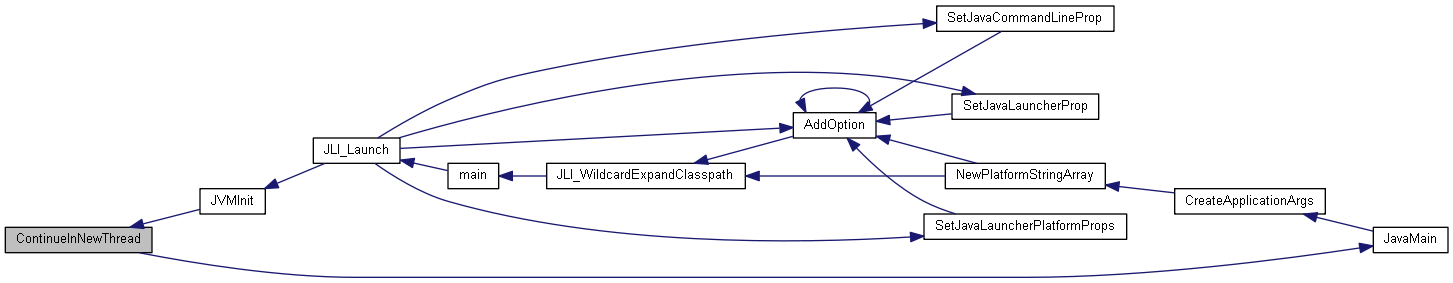 SetJavaCommandLineProp
SetJavaLauncherProp
AddOption
JLI_Launch
main
JLI_WildcardExpandClasspath
NewPlatformStringArray
JVMInit
CreateApplicationArgs
SetJavaLauncherPlatformProps
ContinueInNewThread
JavaMain